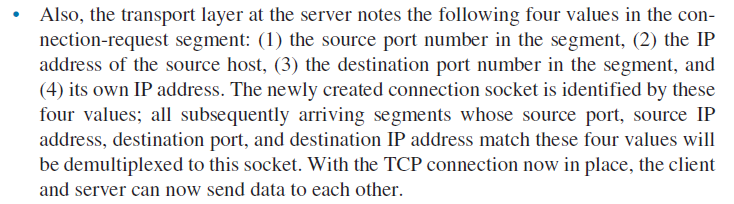 • Also, the transport layer at the server notes the following four values in the con-
nection-request segment: (1) the source port number in the segment, (2) the IP
address of the source host, (3) the destination port number in the segment, and
(4) its own IP address. The newly created connection socket is identified by these
four values; all subsequently arriving segments whose source port, source IP
address, destination port, and destination IP address match these four values will
be demultiplexed to this socket. With the TCP connection now in place, the client
and server can now send data to each other.